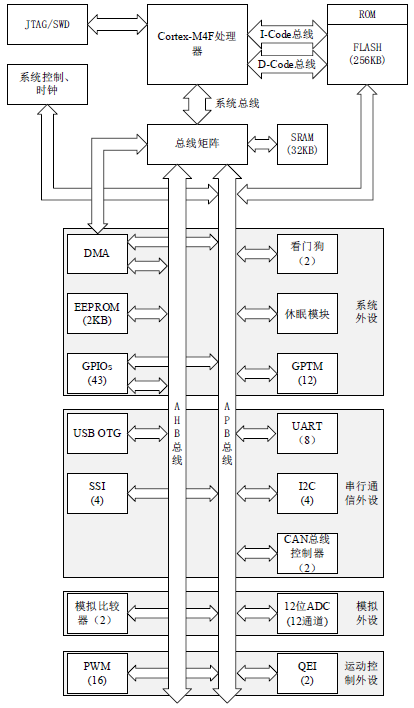 JTAG/SWD
Cortex-M4F处理
器
I-Code总线
D-Code总线
ROM
FLASH
(256KB)
系统控制、
时钟
系统总线
总线矩阵
SRAM
(32KB)
DMA
看门狗
（2）
EEPROM
(2KB)
休眠模块
系统
外设
GPIOs
(43)
GPTM
(12)
AHB总线
APB总线
USB OTG
UART
（8）
SSI
(4)
I2C
(4)
串行通
信外设
CAN总线
控制器
（2）
模拟比较
器（2）
12位ADC
(12通道)
模拟
外设
PWM
(16)
QEI
(2)
运动控
制外设